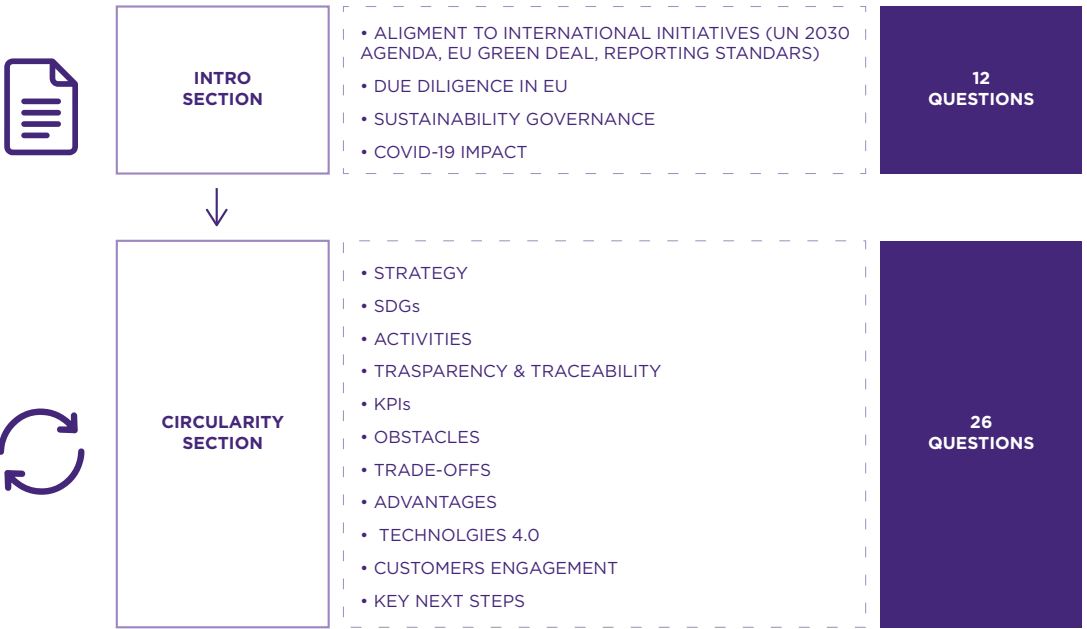 INTRO
SECTION
• ALIGMENT TO INTERNATIONAL INITIATIVES (UN 2030
AGENDA, EU GREEN DEAL, REPORTING STANDARS)
• DUE DILIGENCE IN EU
• SUSTAINABILITY GOVERNANCE
• COVID-19 IMPACT
12
QUESTIONS
CIRCULARITY
SECTION
• STRATEGY
• SDGs
• ACTIVITIES
• TRASPARENCY & TRACEABILITY
• KPIs
• OBSTACLES
• TRADE-OFFS
• ADVANTAGES
• TECHNOLGIES 4.0
• CUSTOMERS ENGAGEMENT
• KEY NEXT STEPS
26
QUESTIONS